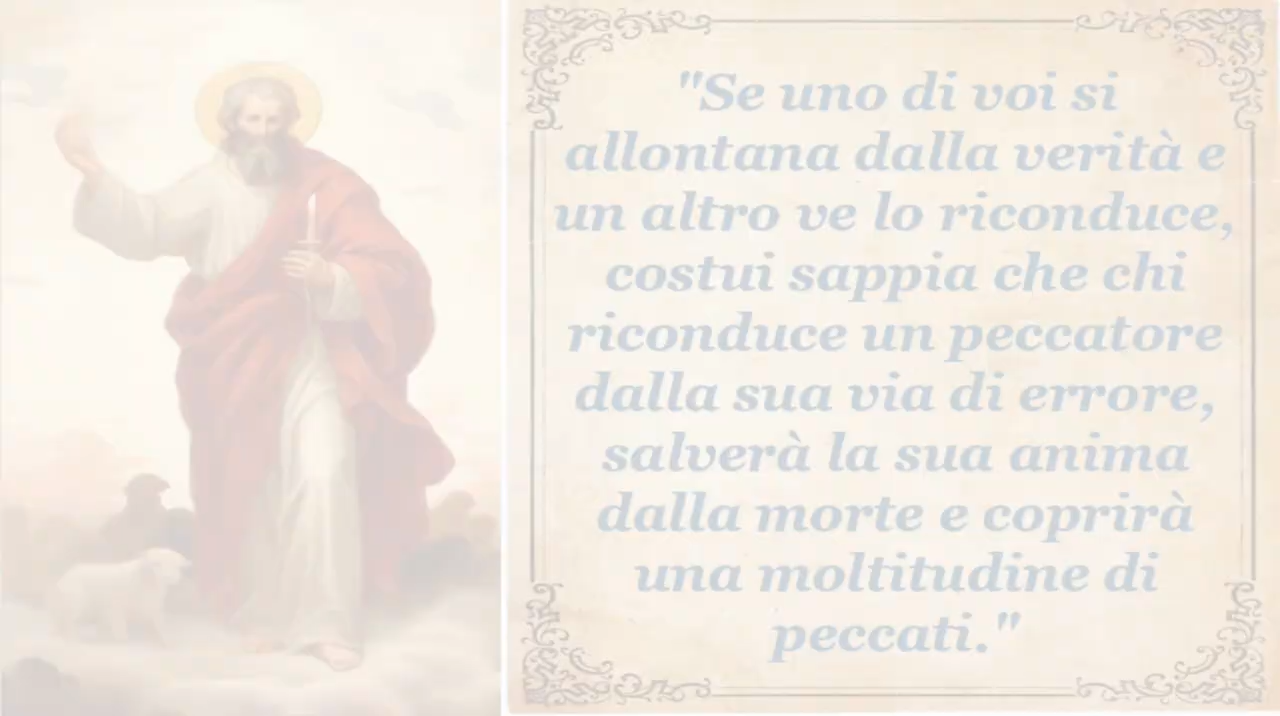 "Se uno di voi si
allontana dalla verità e
un altro ve lo riconduce,
costui sappia che chi
riconduce un peccatore
dalla sua via di errore,
salverà la sua anima
dalla morte e coprirà
una moltitudine di
peccati."